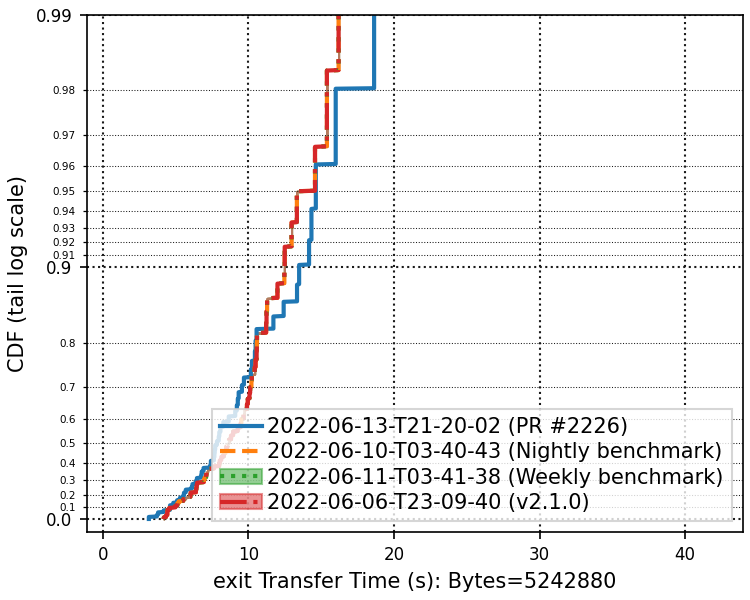 CDF (tail log scale)
0.99
0.98
0.97
0.96
0.95
0.94
0.93
0.92
0.91
0.9
0.8
0.7
0.6
0.5
0.4
0.3
0.2
0.1
0.0
2022-06-13-T21-20-02 (PR #2226)
2022-06-10-T03-40-43 (Nightly benchmark)
2022-06-11-T03-41-38 (Weekly benchmark)
2022-06-06-T23-09-40 (v2.1.0)
0 10 20 30 40
exit Transfer Time (s): Bytes=5242880